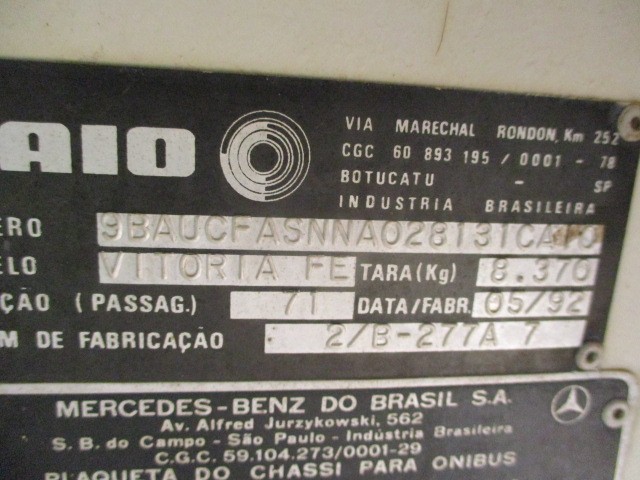 AIO
VIA MARECHAL RONDON, Km 252
CGC 60 893 195 / 0001 - 78
BOTUCATU - SP
INDUSTRIA BRASILEIRA
ERO 9BAUCFASNNA028131CAIO
ELO VITORIA FE TARA (Kg) 8.370
AÇÃO (PASSAG.) 71 DATA/FABR. 05/92
M DE FABRICAÇÃO 2/B-277A 7
MERCEDES-BENZ DO BRASIL S.A.
Av. Alfred Jurzykowski, 562
S. B. do Campo - São Paulo - Indústria Brasileira
C.G.C. 59.104.273/0001-29
PLAQUETA DO CHASSI PARA ONIBUS